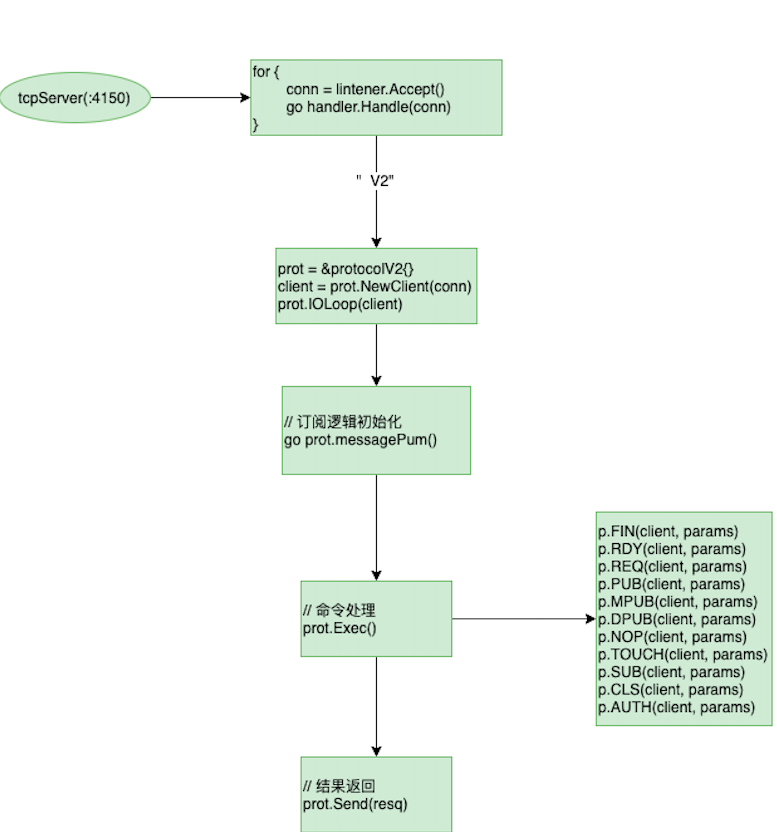 tcpServer(:4150)
for {
conn = lintener.Accept()
go handler.Handle(conn)
}
"  V2"
prot = &protocolV2{}
client = prot.NewClient(conn)
prot.IOLoop(client)
// 订阅逻辑初始化
go prot.messagePum()
// 命令处理
prot.Exec()
p.FIN(client, params)
p.RDY(client, params)
p.REQ(client, params)
p.PUB(client, params)
p.MPUB(client, params)
p.DPUB(client, params)
p.NOP(client, params)
p.TOUCH(client, params)
p.SUB(client, params)
p.CLS(client, params)
p.AUTH(client, params)
// 结果返回
prot.Send(resq)